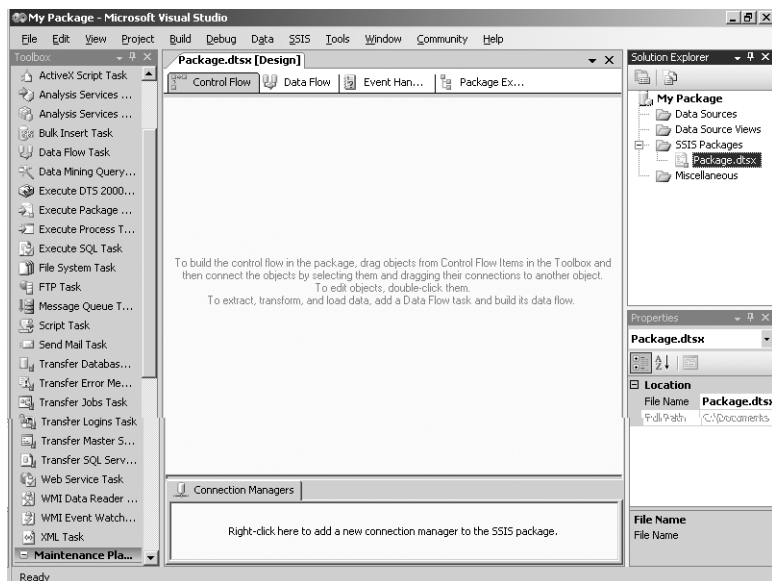 My Package - Microsoft Visual Studio
File Edit View Project Build Debug Data SSIS Tools Window Community Help
Toolbox
ActiveX Script Task
Analysis Services ...
Analysis Services ...
Bulk Insert Task
Data Flow Task
Data Mining Query...
Execute DTS 2000...
Execute Package ...
Execute Process T...
Execute SQL Task
File System Task
FTP Task
Message Queue T...
Script Task
Send Mail Task
Transfer Databas...
Transfer Error Me...
Transfer Jobs Task
Transfer Logins Task
Transfer Master S...
Transfer SQL Serv...
Web Service Task
WMI Data Reader ...
WMI Event Watch...
XML Task
Maintenance Pla...
Package.dtsx [Design]
Control Flow Data Flow Event Han... Package Ex...
To build the control flow in the package, drag objects from Control Flow Items in the Toolbox and
then connect the objects by selecting them and dragging their connections to another object.
To edit objects, double-click them.
To extract, transform, and load data, add a Data Flow task and build its data flow.
Connection Managers
Right-click here to add a new connection manager to the SSIS package.
Solution Explorer
My Package
Data Sources
Data Source Views
SSIS Packages
Package.dtsx
Miscellaneous
Properties
Package.dtsx
Location
File Name Package.dtsx
Full Path C:\Documents
File Name
File Name
Ready